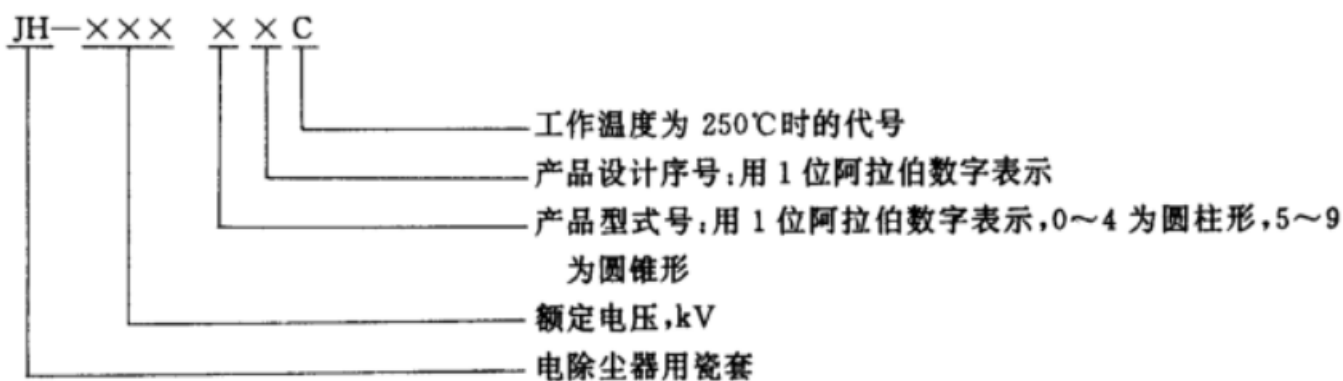 JH—××× × × C
工作温度为 250℃时的代号
产品设计序号:用 1 位阿拉伯数字表示
产品型式号:用 1 位阿拉伯数字表示,0～4 为圆柱形,5～9
为圆锥形
额定电压,kV
电除尘器用瓷套